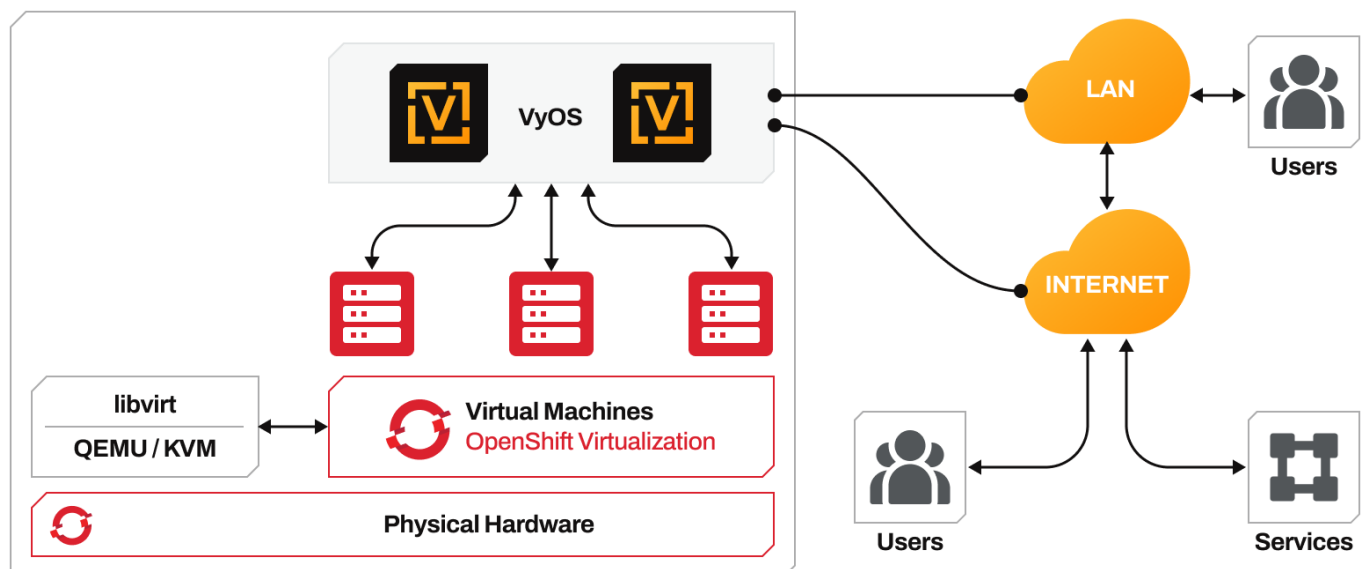 VyOS
LAN
Users
INTERNET
libvirt
QEMU / KVM
Virtual Machines
OpenShift Virtualization
Physical Hardware
Users
Services